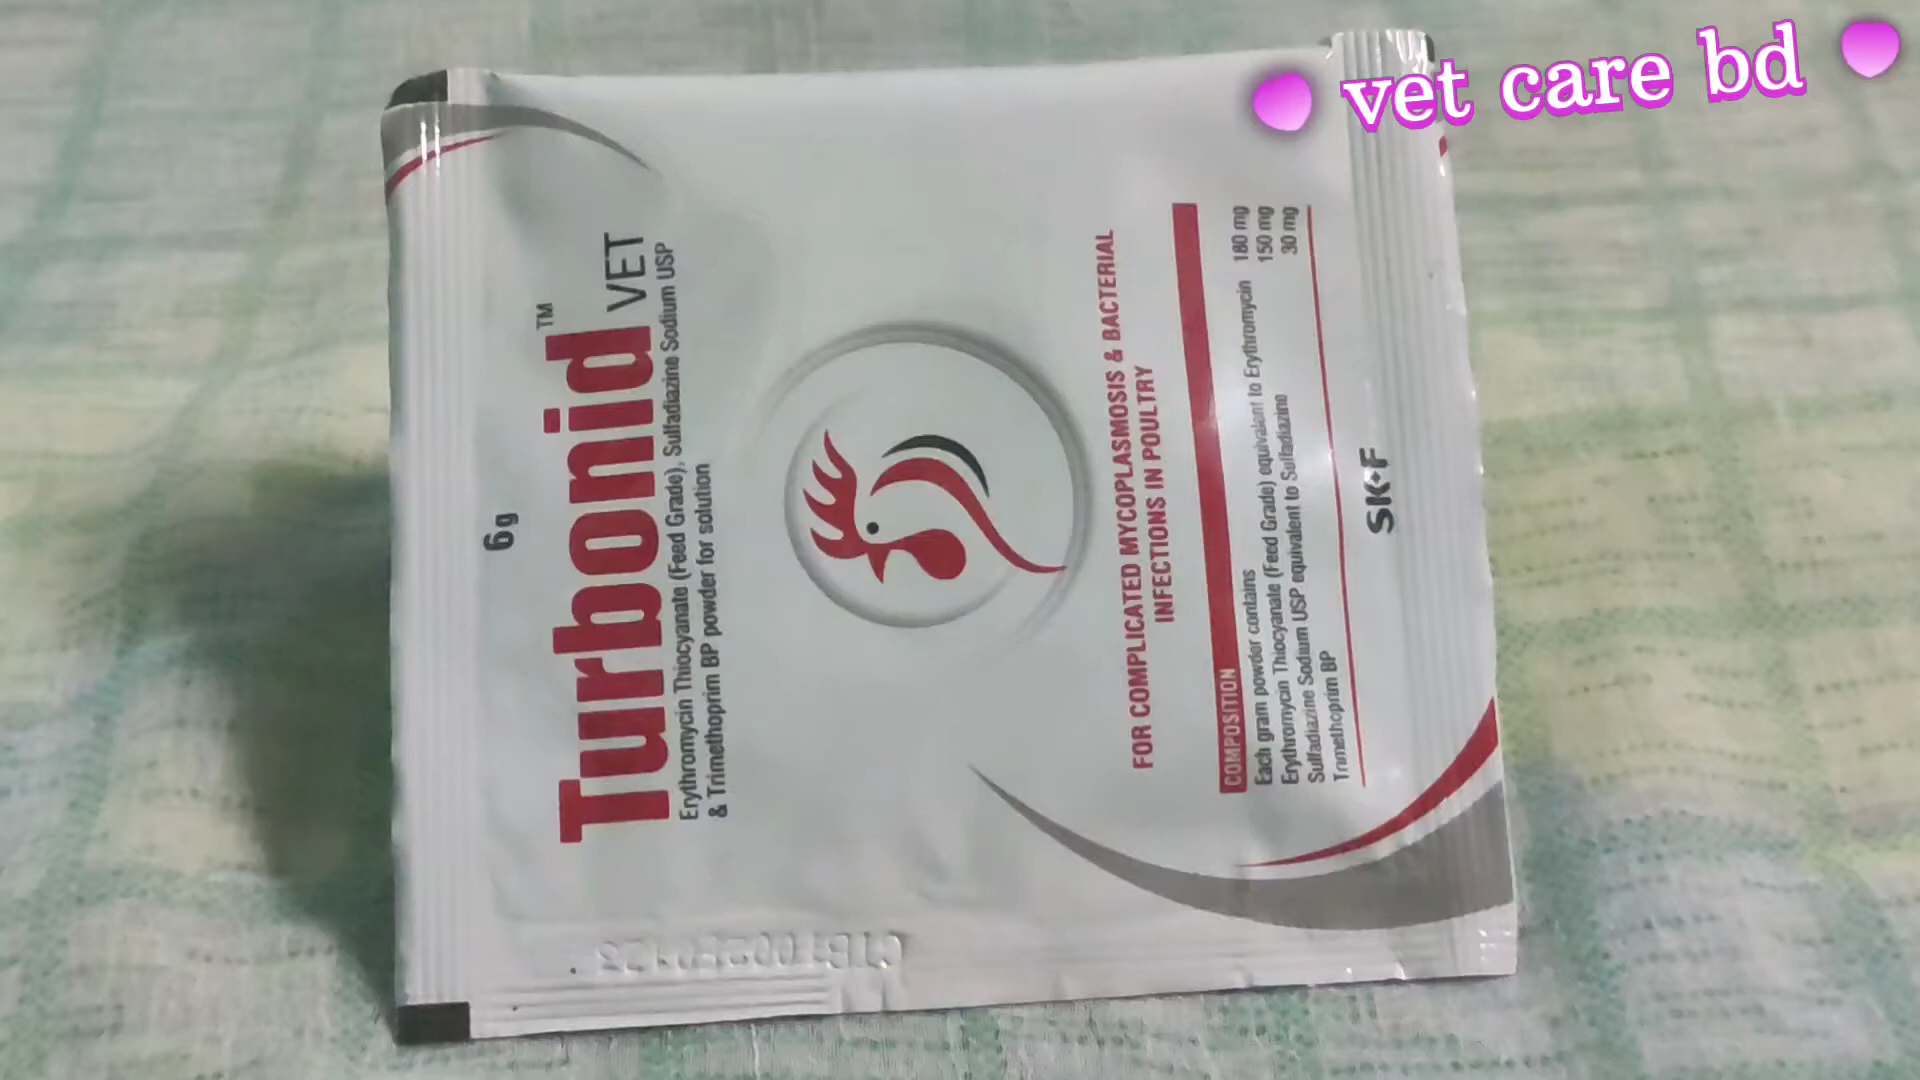 vet care bd
6g
Turbonid™ VET
Erythromycin Thiocyanate (Feed Grade), Sulfadiazine Sodium USP
& Trimethoprim BP powder for solution
FOR COMPLICATED MYCOPLASMOSIS & BACTERIAL
INFECTIONS IN POULTRY
COMPOSITION
Each gram powder contains
Erythromycin Thiocyanate (Feed Grade) equivalent to Erythromycin 180 mg
Sulfadiazine Sodium USP equivalent to Sulfadiazine 150 mg
Trimethoprim BP 30 mg
SK+F